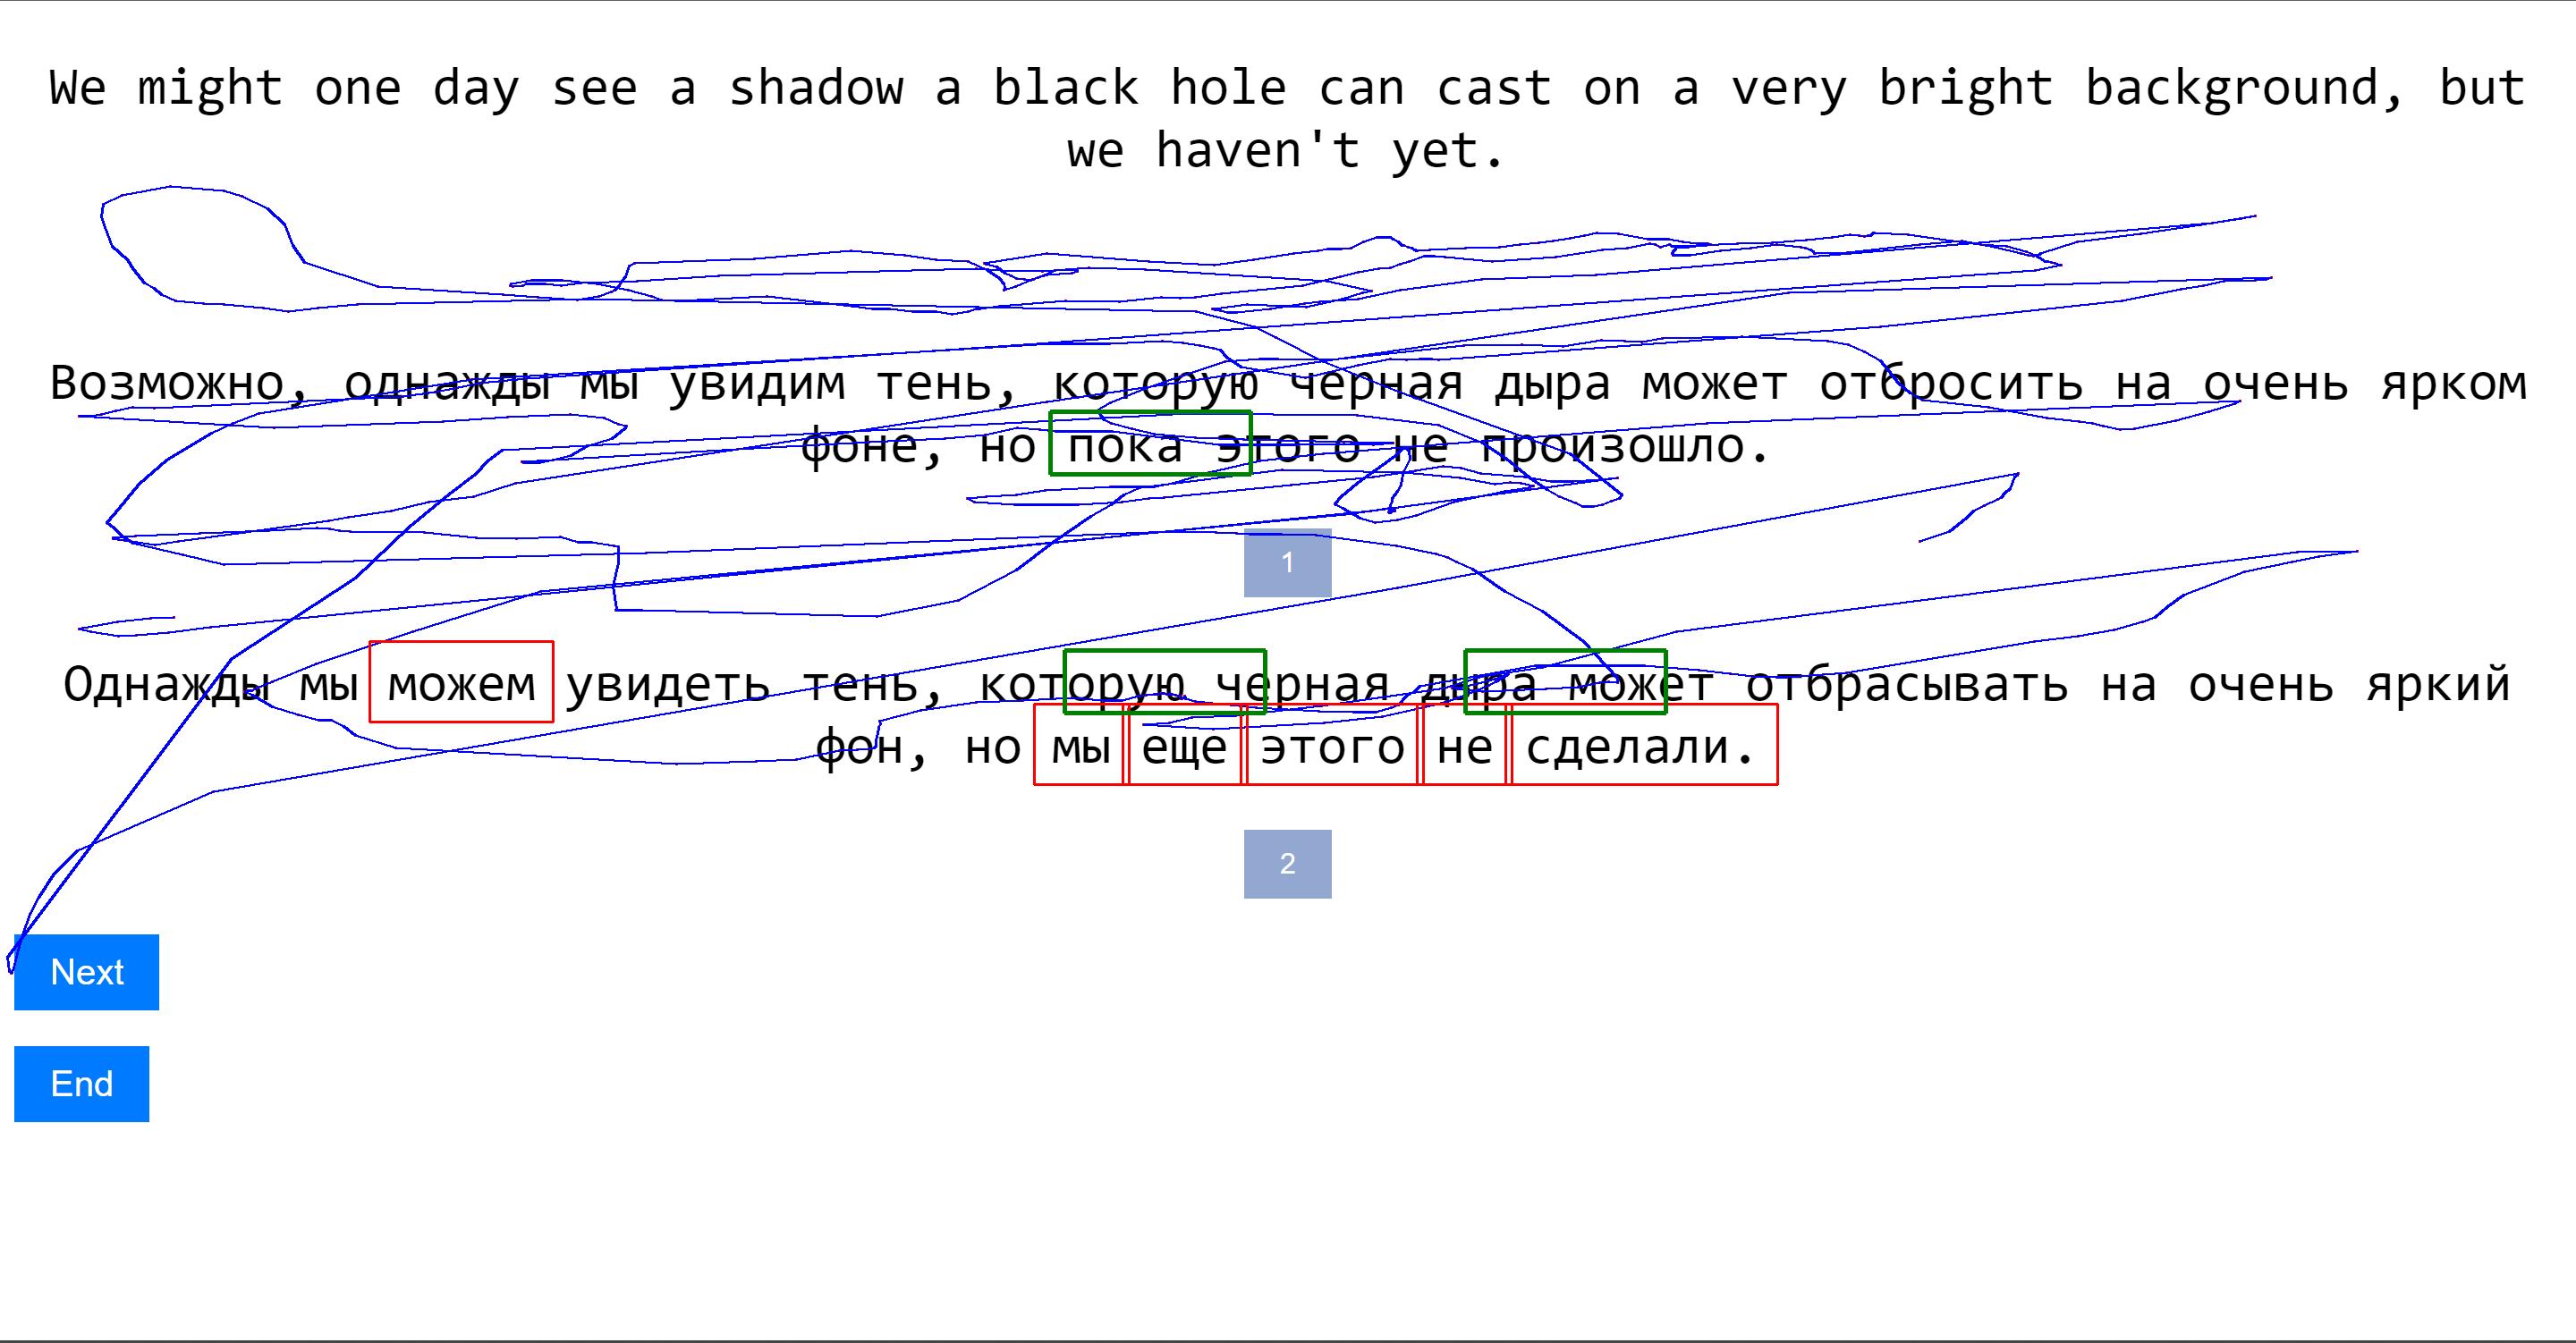 We might one day see a shadow a black hole can cast on a very bright background, but
we haven't yet.
Возможно, однажды мы увидим тень, которую черная дыра может отбросить на очень ярком
фоне, но пока этого не произошло.
1
Однажды мы можем увидеть тень, которую черная дыра может отбрасывать на очень яркий
фон, но мы еще этого не сделали.
2
Next
End